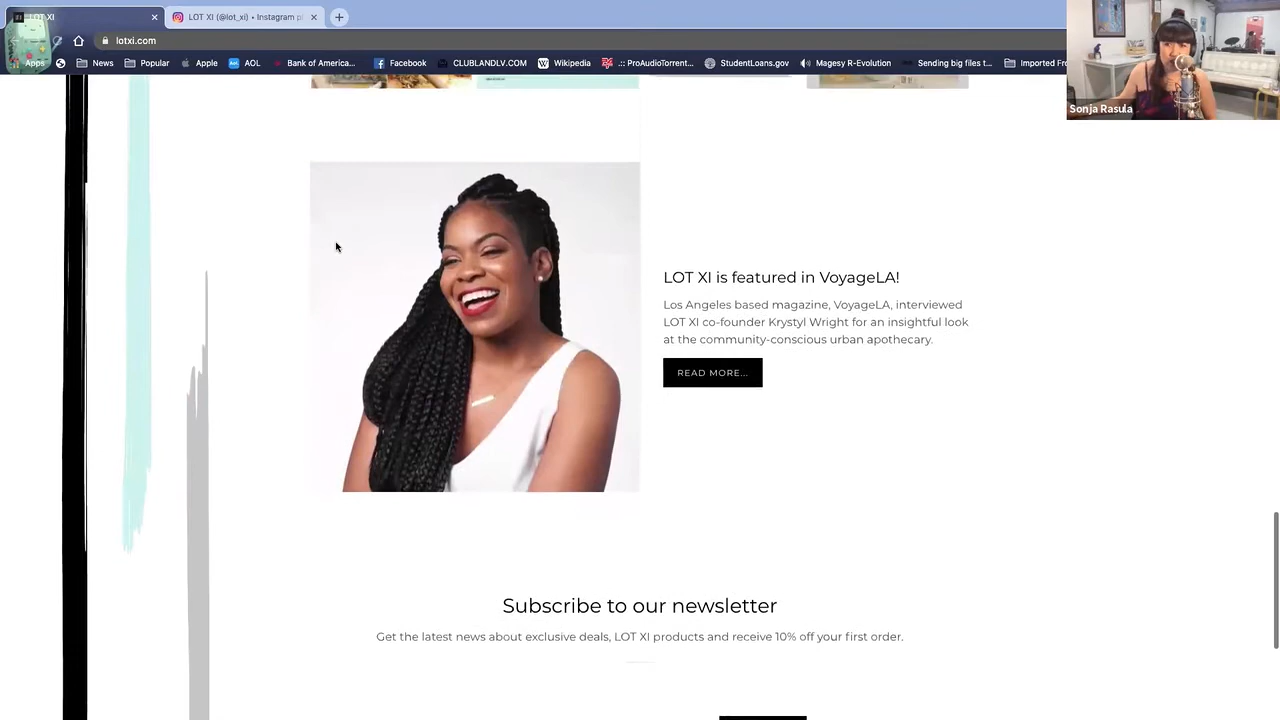 LOT XI
LOT XI (@lot_xi) • Instagram p
lotxi.com
Apps
News
Popular
Apple
AOL
Bank of America...
Facebook
CLUBLANDLV.COM
Wikipedia
.:: ProAudioTorrent...
StudentLoans.gov
Magesy R-Evolution
Sending big files t...
Imported Fr
Sonja Rasula
LOT XI is featured in VoyageLA!
Los Angeles based magazine, VoyageLA, interviewed
LOT XI co-founder Krystyl Wright for an insightful look
at the community-conscious urban apothecary.
READ MORE...
Subscribe to our newsletter
Get the latest news about exclusive deals, LOT XI products and receive 10% off your first order.